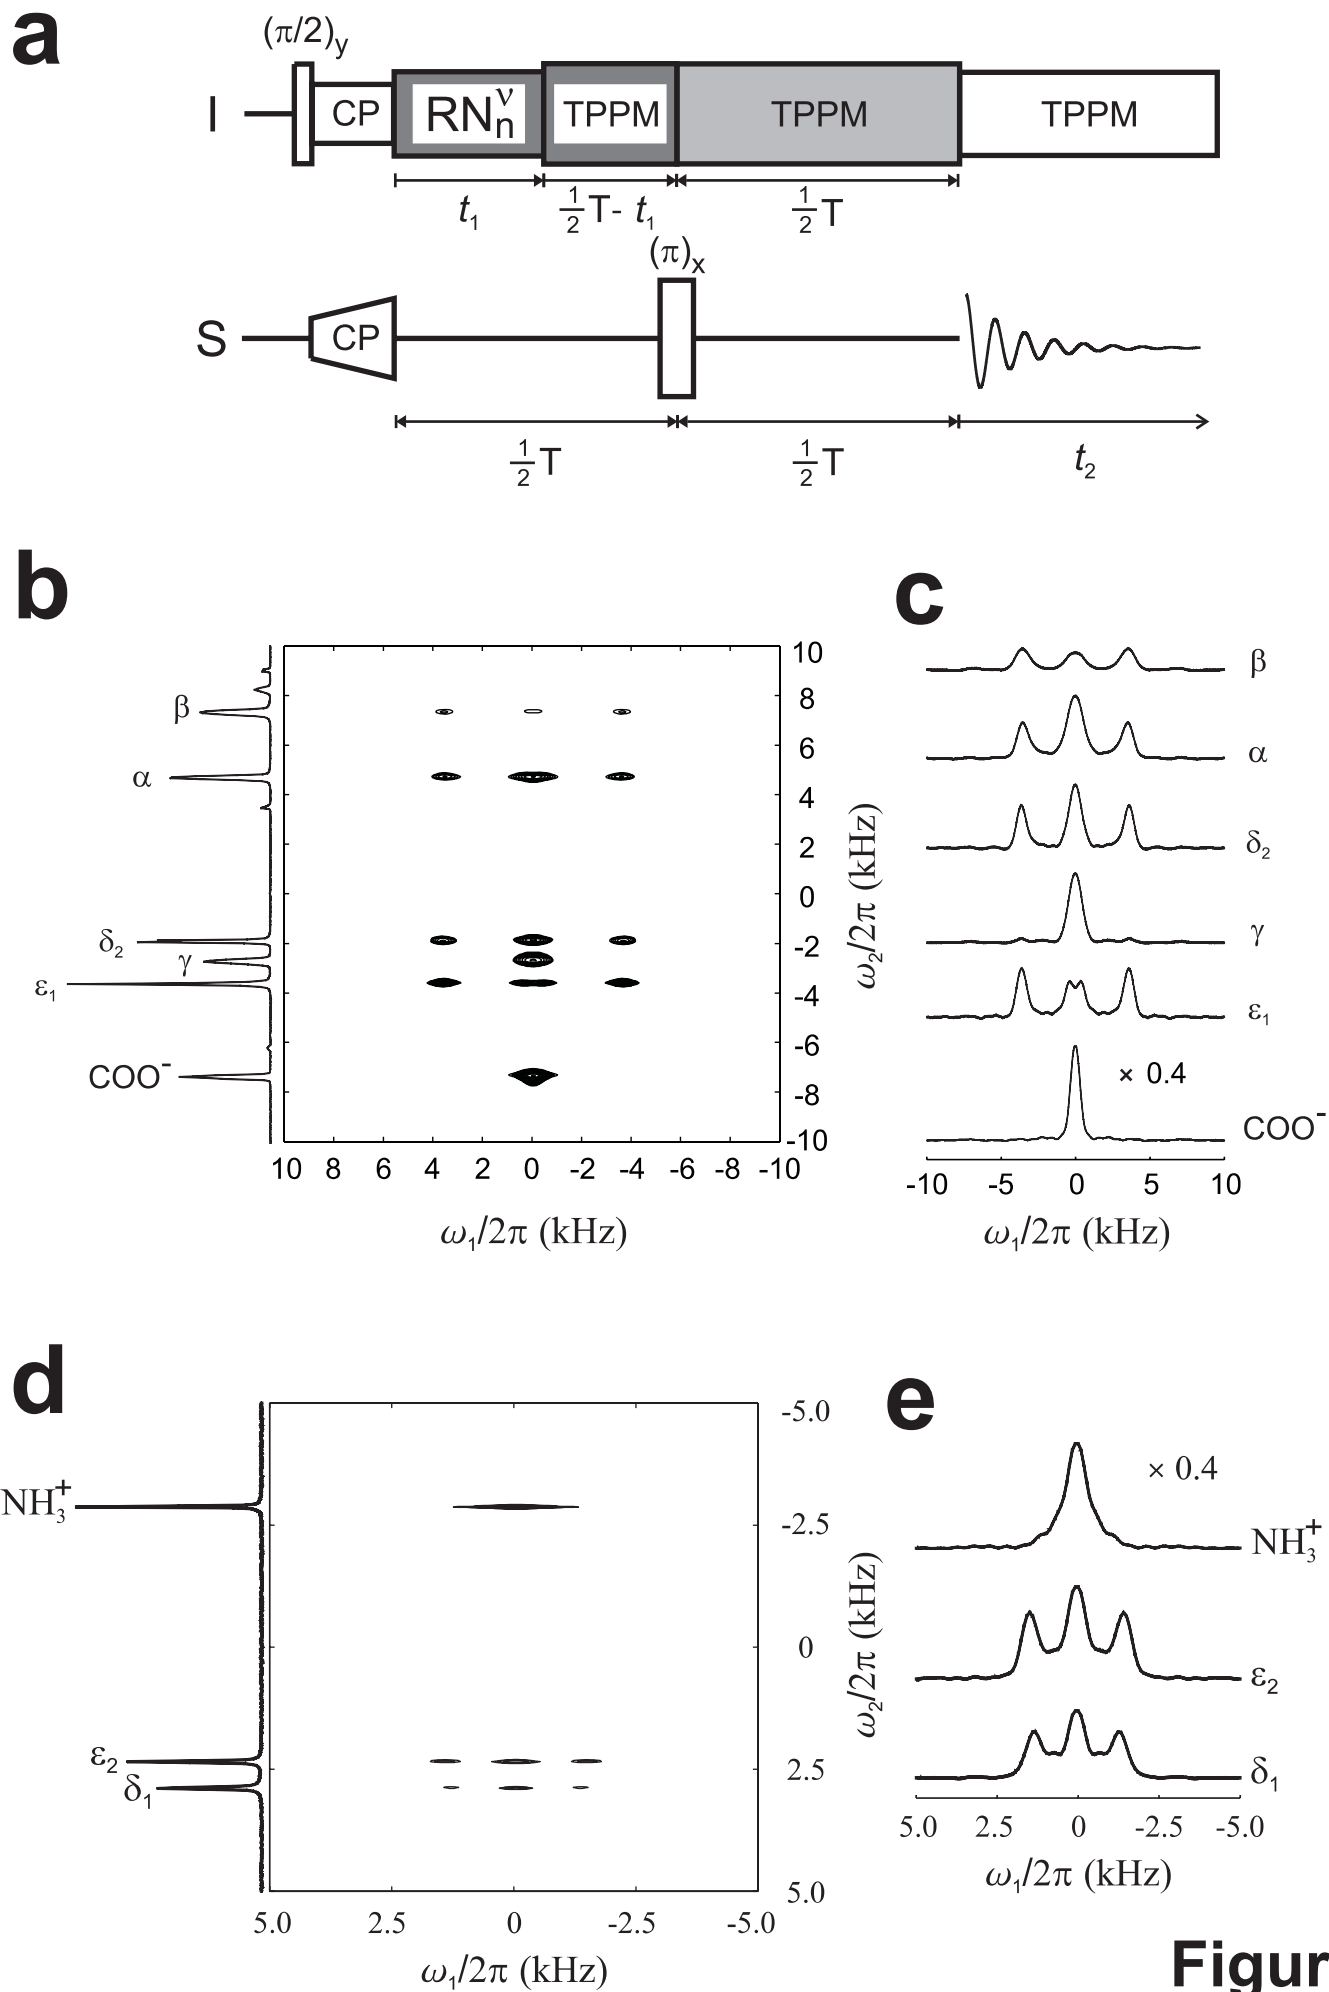 a
(π/2)y
I CP RNnν TPPM TPPM TPPM
t1 1/2T- t1 1/2T
(π)x
S CP
1/2T 1/2T t2
b
β
α
δ2
γ
ε1
COO-
10
8
6
4
2
0
-2
-4
-6
-8
-10
ω2/2π (kHz)
10 8 6 4 2 0 -2 -4 -6 -8 -10
ω1/2π (kHz)
c
β
α
δ2
γ
ε1
× 0.4
COO-
-10 -5 0 5 10
ω1/2π (kHz)
d
NH3+
ε2
δ1
-5.0
-2.5
0
2.5
5.0
ω2/2π (kHz)
5.0 2.5 0 -2.5 -5.0
ω1/2π (kHz)
e
× 0.4
NH3+
ε2
δ1
5.0 2.5 0 -2.5 -5.0
ω1/2π (kHz)
Figur